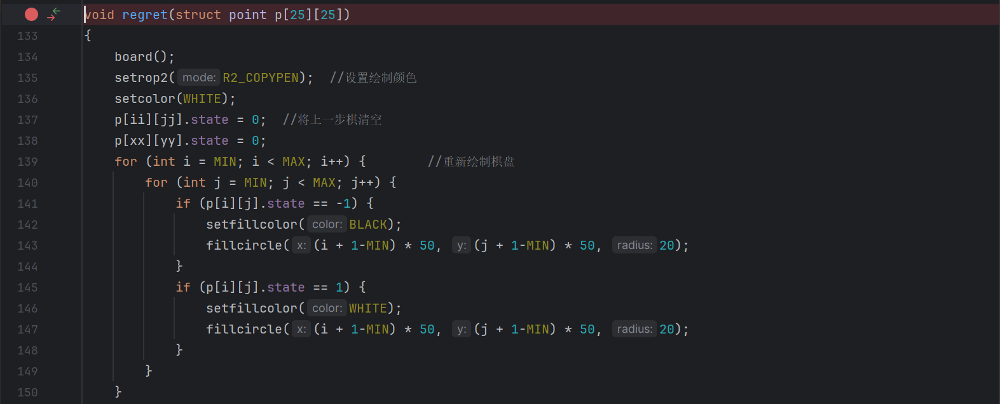 void regret(struct point p[25][25])
133 {
134 board();
135 setrop2( mode: R2_COPYPEN); //设置绘制颜色
136 setcolor(WHITE);
137 p[ii][jj].state = 0; //将上一步棋清空
138 p[xx][yy].state = 0;
139 for (int i = MIN; i < MAX; i++) { //重新绘制棋盘
140 for (int j = MIN; j < MAX; j++) {
141 if (p[i][j].state == -1) {
142 setfillcolor( color: BLACK);
143 fillcircle( x: (i + 1-MIN) * 50, y: (j + 1-MIN) * 50, radius: 20);
144 }
145 if (p[i][j].state == 1) {
146 setfillcolor( color: WHITE);
147 fillcircle( x: (i + 1-MIN) * 50, y: (j + 1-MIN) * 50, radius: 20);
148 }
149 }
150 }